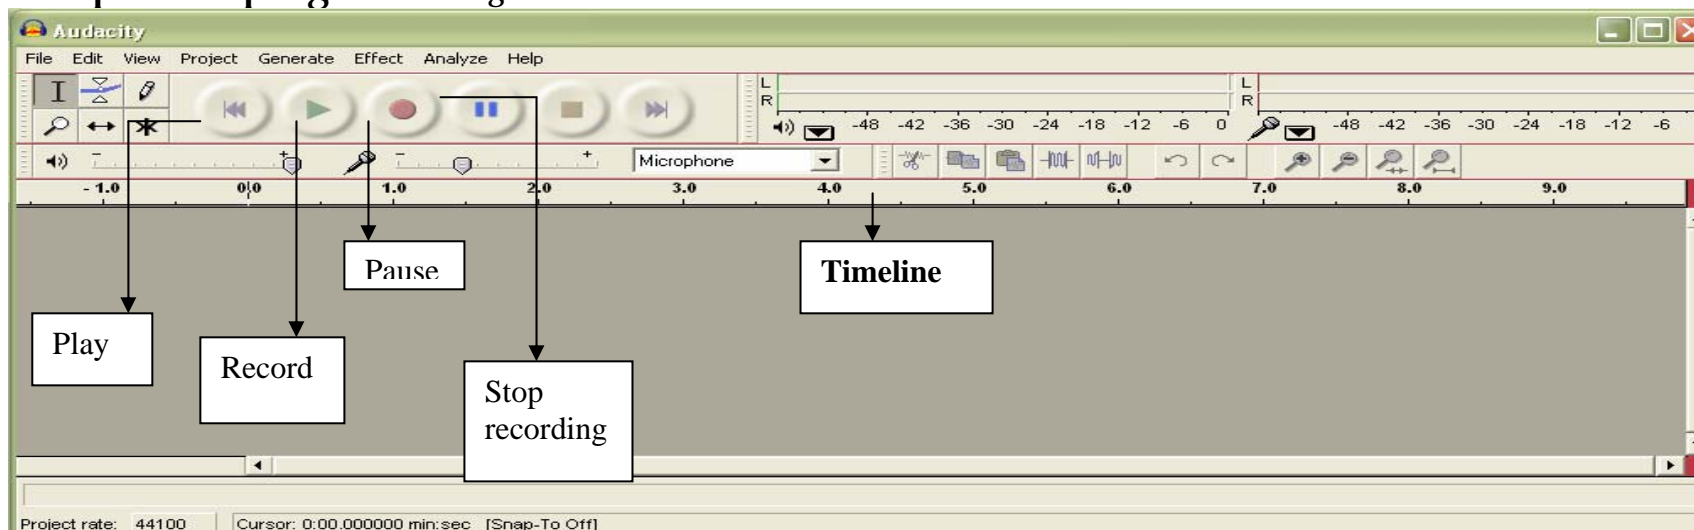 Audacity
File Edit View Project Generate Effect Analyze Help
L
R
-48 -42 -36 -30 -24 -18 -12 -6 0
L
R
-48 -42 -36 -30 -24 -18 -12 -6
- + - + Microphone
- 1.0 0.0 1.0 2.0 3.0 4.0 5.0 6.0 7.0 8.0 9.0
Pause
Timeline
Play
Record
Stop
recording
Project rate: 44100 Cursor: 0:00.000000 min:sec [Snap-To Off]